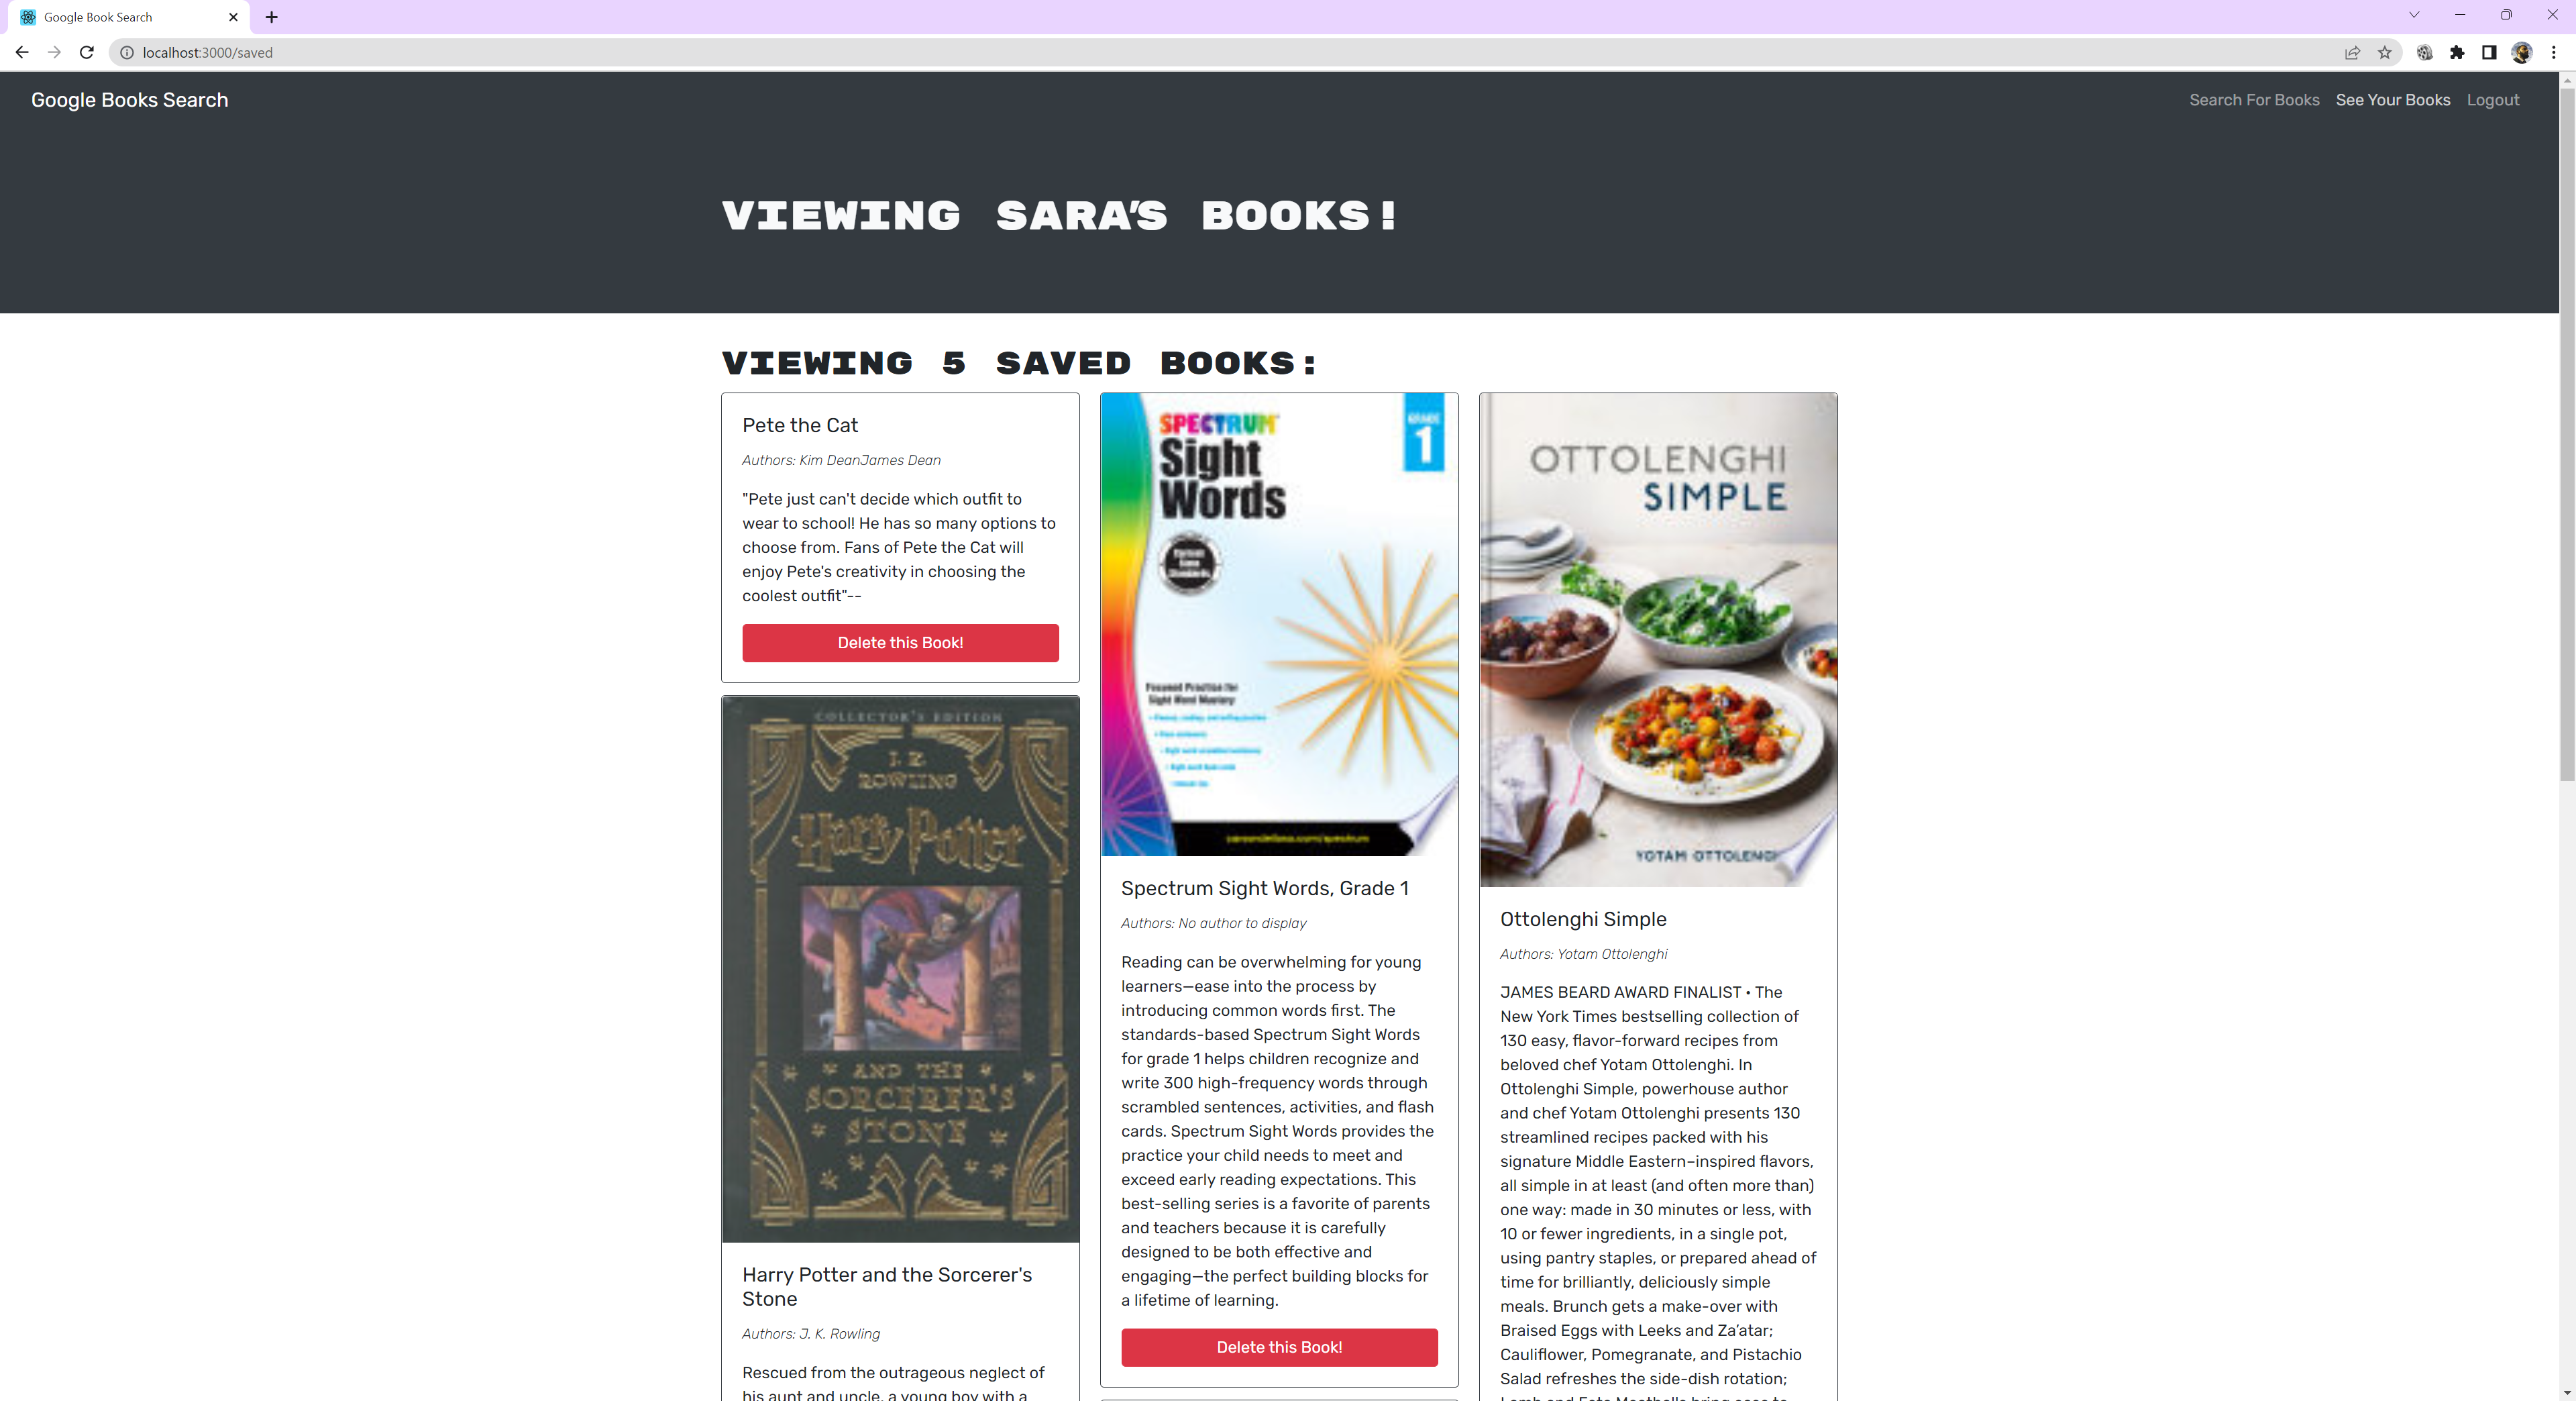 Google Book Search
localhost:3000/saved
Google Books Search
Search For Books
See Your Books
Logout
VIEWING SARA'S BOOKS!
VIEWING 5 SAVED BOOKS:
Pete the Cat
Authors: Kim DeanJames Dean
"Pete just can't decide which outfit to
wear to school! He has so many options to
choose from. Fans of Pete the Cat will
enjoy Pete's creativity in choosing the
coolest outfit"--
Delete this Book!
COLLECTOR'S EDITION
J. K.
ROWLING
Harry Potter
AND THE
SORCERER'S
STONE
Harry Potter and the Sorcerer's
Stone
Authors: J. K. Rowling
Rescued from the outrageous neglect of
his aunt and uncle, a young boy with a
SPECTRUM
Sight
Words
GRADE
1
Focused Practice for
Sight Word Mastery
Spectrum Sight Words, Grade 1
Authors: No author to display
Reading can be overwhelming for young
learners—ease into the process by
introducing common words first. The
standards-based Spectrum Sight Words
for grade 1 helps children recognize and
write 300 high-frequency words through
scrambled sentences, activities, and flash
cards. Spectrum Sight Words provides the
practice your child needs to meet and
exceed early reading expectations. This
best-selling series is a favorite of parents
and teachers because it is carefully
designed to be both effective and
engaging—the perfect building blocks for
a lifetime of learning.
Delete this Book!
OTTOLENGHI
SIMPLE
YOTAM OTTOLENG
Ottolenghi Simple
Authors: Yotam Ottolenghi
JAMES BEARD AWARD FINALIST • The
New York Times bestselling collection of
130 easy, flavor-forward recipes from
beloved chef Yotam Ottolenghi. In
Ottolenghi Simple, powerhouse author
and chef Yotam Ottolenghi presents 130
streamlined recipes packed with his
signature Middle Eastern–inspired flavors,
all simple in at least (and often more than)
one way: made in 30 minutes or less, with
10 or fewer ingredients, in a single pot,
using pantry staples, or prepared ahead of
time for brilliantly, deliciously simple
meals. Brunch gets a make-over with
Braised Eggs with Leeks and Za’atar;
Cauliflower, Pomegranate, and Pistachio
Salad refreshes the side-dish rotation;